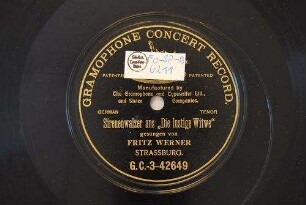 GRAMOPHONE CONCERT RECORD.
PATENTED PATENTED
Manufactured by
The Gramophone and Typewriter Ltd.,
and Sister Companies.
GERMAN TENOR
Sirenenwalzer aus „Die lustige Witwe"
gesungen von
FRITZ WERNER
STRASSBURG.
G.C.-3-42649